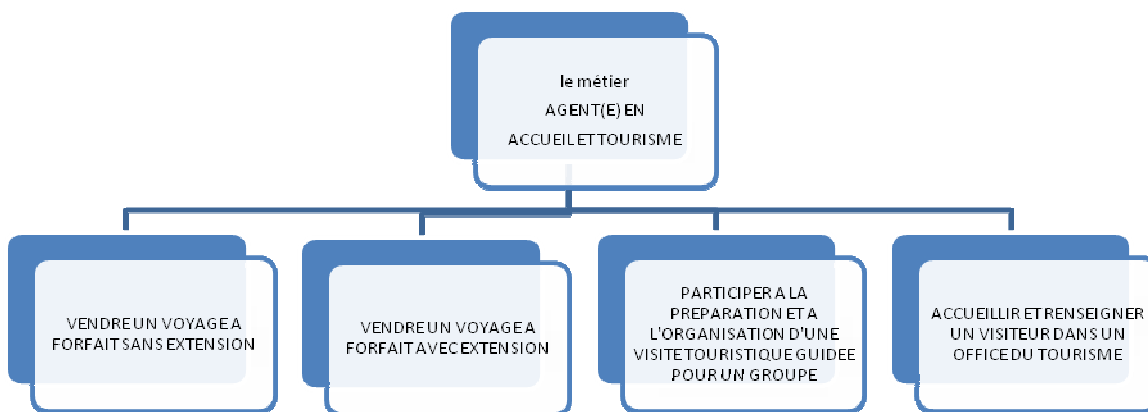 le métier
AGENT(E) EN
ACCUEIL ET TOURISME
VENDRE UN VOYAGE A
FORFAIT SANS EXTENSION
VENDRE UN VOYAGE A
FORFAIT AVEC EXTENSION
PARTICIPER A LA
PREPARATION ET A
L'ORGANISATION D'UNE
VISITE TOURISTIQUE GUIDEE
POUR UN GROUPE
ACCUEILLIR ET RENSEIGNER
UN VISITEUR DANS UN
OFFICE DU TOURISME